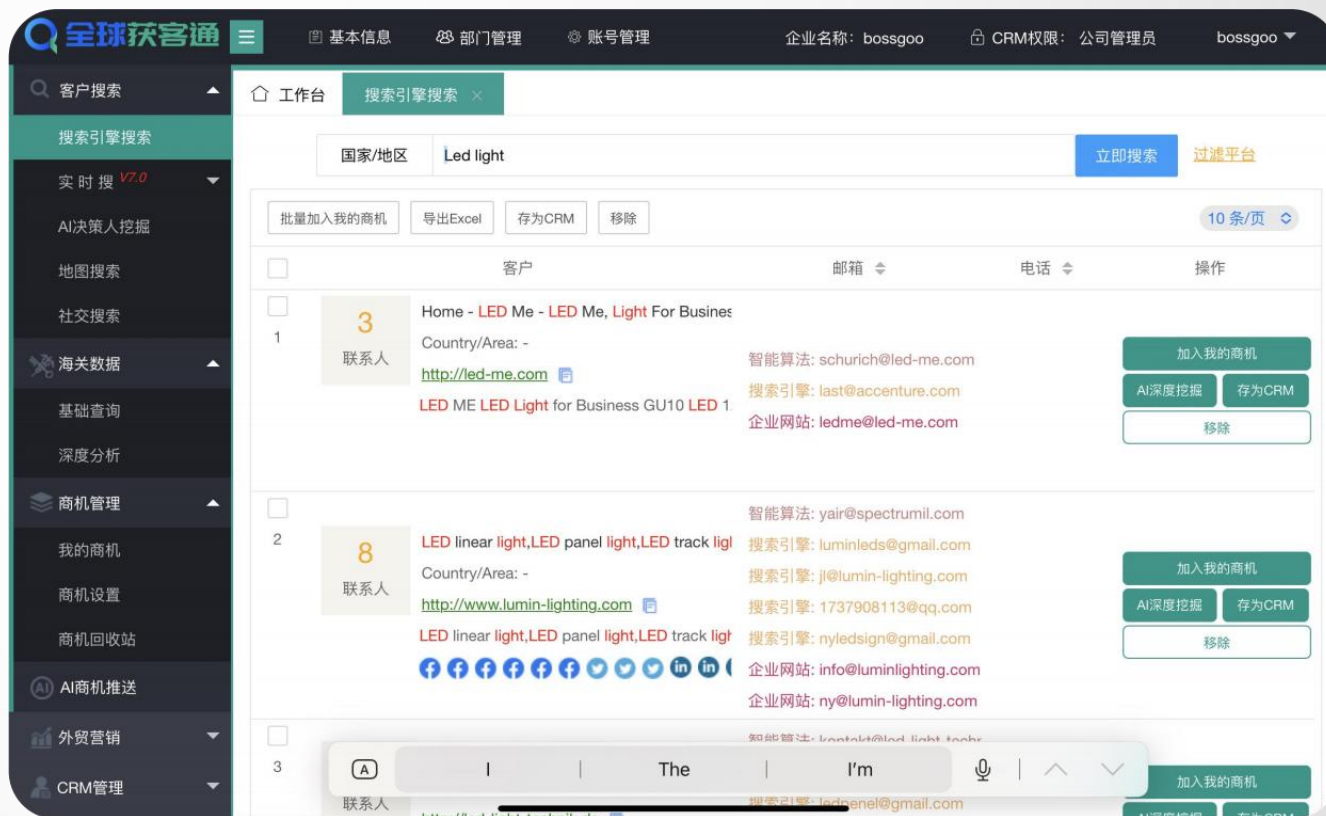 全球获客通
基本信息
部门管理
账号管理
企业名称：bossgoo
CRM权限： 公司管理员
bossgoo
客户搜索
搜索引擎搜索
实时搜 V7.0
AI决策人挖掘
地图搜索
社交搜索
海关数据
基础查询
深度分析
商机管理
我的商机
商机设置
商机回收站
AI AI商机推送
外贸营销
CRM管理
工作台
搜索引擎搜索 ×
国家/地区 Led light 立即搜索 过滤平台
批量加入我的商机 导出Excel 存为CRM 移除 10 条/页
客户 邮箱 电话 操作
1
3
联系人
Home - LED Me - LED Me, Light For Busines
Country/Area: -
http://led-me.com
LED ME LED Light for Business GU10 LED 1
智能算法: schurich@led-me.com
搜索引擎: last@accenture.com
企业网站: ledme@led-me.com
加入我的商机
AI深度挖掘 存为CRM
移除
2
8
联系人
LED linear light,LED panel light,LED track ligl
Country/Area: -
http://www.lumin-lighting.com
LED linear light,LED panel light,LED track ligh
智能算法: yair@spectrumil.com
搜索引擎: luminleds@gmail.com
搜索引擎: jl@lumin-lighting.com
搜索引擎: 1737908113@qq.com
搜索引擎: nyledsign@gmail.com
企业网站: info@luminlighting.com
企业网站: ny@lumin-lighting.com
加入我的商机
AI深度挖掘 存为CRM
移除
3
联系人
搜索引擎: ledpenel@gmail.com
加入我的商机
AI深度挖掘 存为CRM
A I The I'm